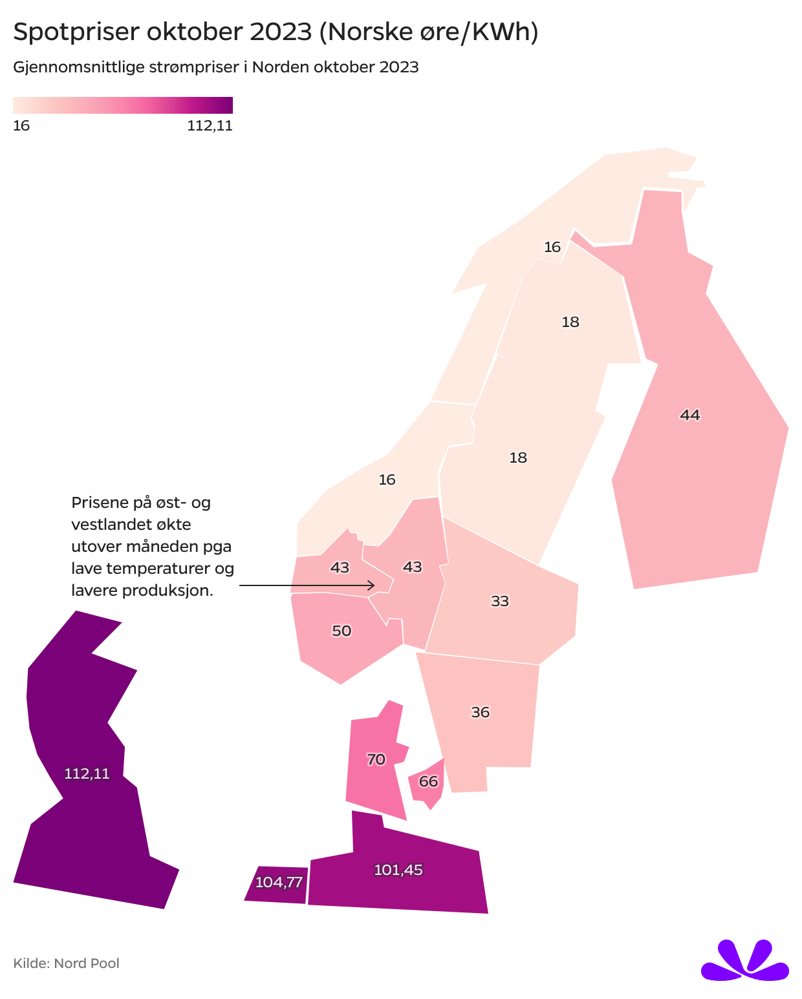 Spotpriser oktober 2023 (Norske øre/KWh)
Gjennomsnittlige strømpriser i Norden oktober 2023
16 112,11
16
18
44
18
16
Prisene på øst- og
vestlandet økte
utover måneden pga
lave temperaturer og
lavere produksjon.
43
43
33
50
36
70
66
112,11
101,45
104,77
Kilde: Nord Pool